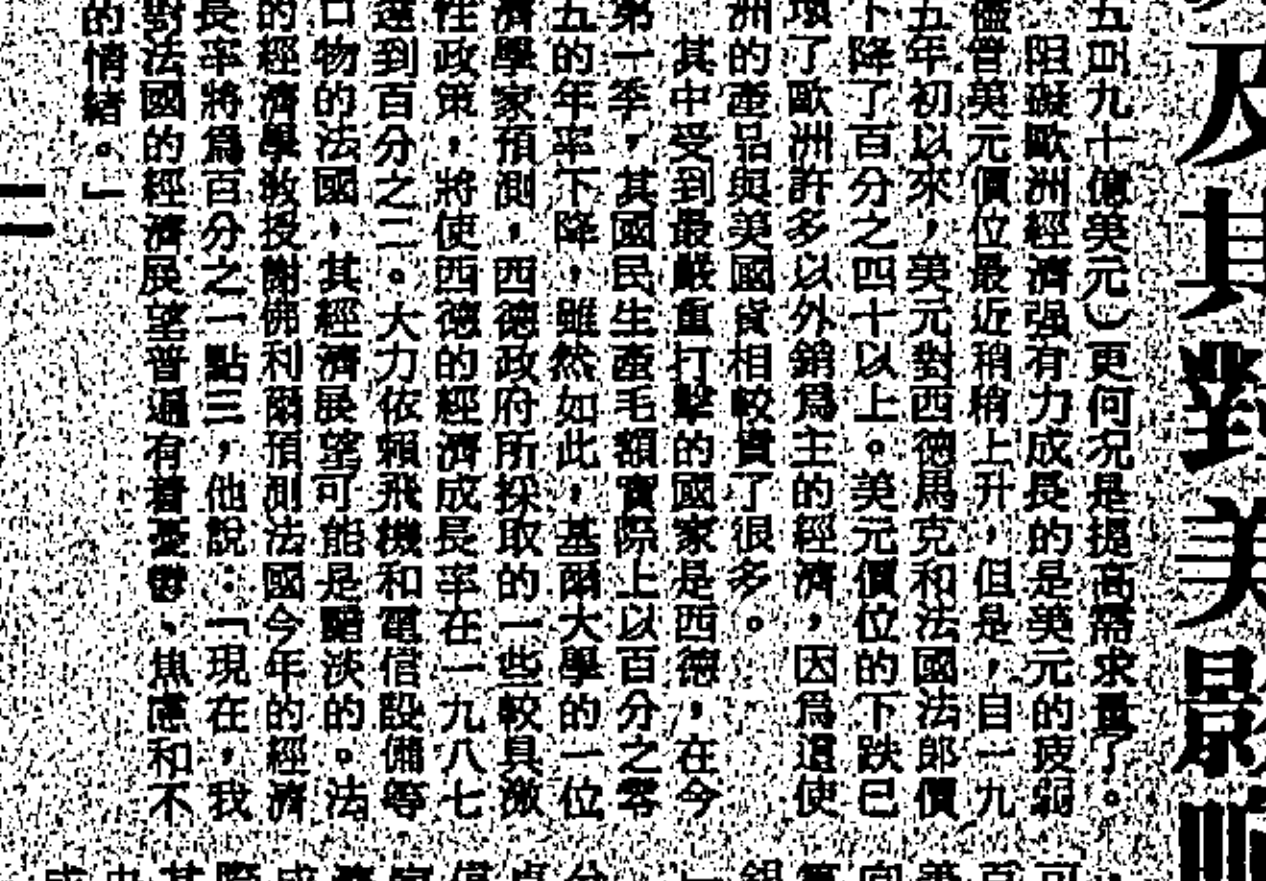 及其對美影響
五百九十億美元)更何況是提高需求量了。
阻礙歐洲經濟强有力成長的是美元的疲弱
儘管美元價位最近稍稍上升,但是,自一九
五年初以來,美元對西德馬克和法國法郎價
下降了百分之四十以上。美元價位的下跌已
壞了歐洲許多以外銷爲主的經濟,因爲這使
洲的產品與美國貨相較貴了很多。
其中受到最嚴重打擊的國家是西德,在今
第一季,其國民生產毛額實際上以百分之零
五的年率下降,雖然如此,基爾大學的一位
濟學家預測,西德政府所採取的一些較具激
性政策,將使西德的經濟成長率在一九八七
達到百分之二。大力依賴飛機和電信設備等
口物的法國,其經濟展望可能是黯淡的。法
的經濟學教授謝佛利爾預測法國今年的經濟
長率將爲百分之一點三,他說:「現在,我
對法國的經濟展望普遍有着憂鬱、焦慮和不
的情緒。」